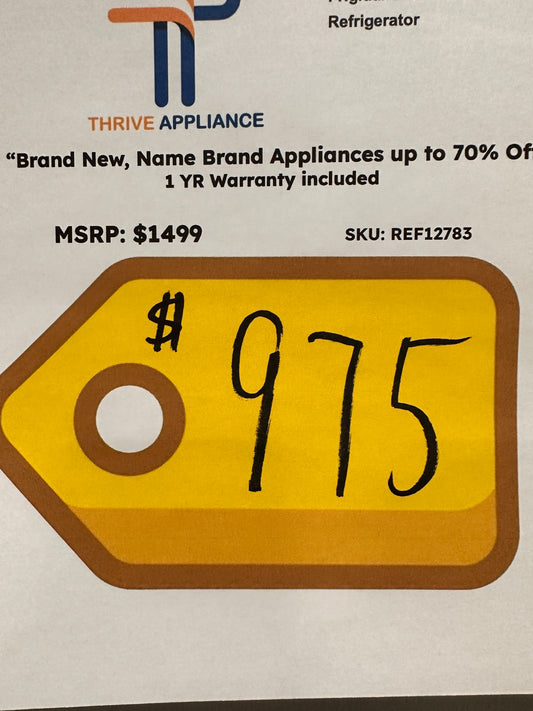 Refrigerator
THRIVE APPLIANCE
“Brand New, Name Brand Appliances up to 70% Of
1 YR Warranty included
MSRP: $1499
SKU: REF12783
$975